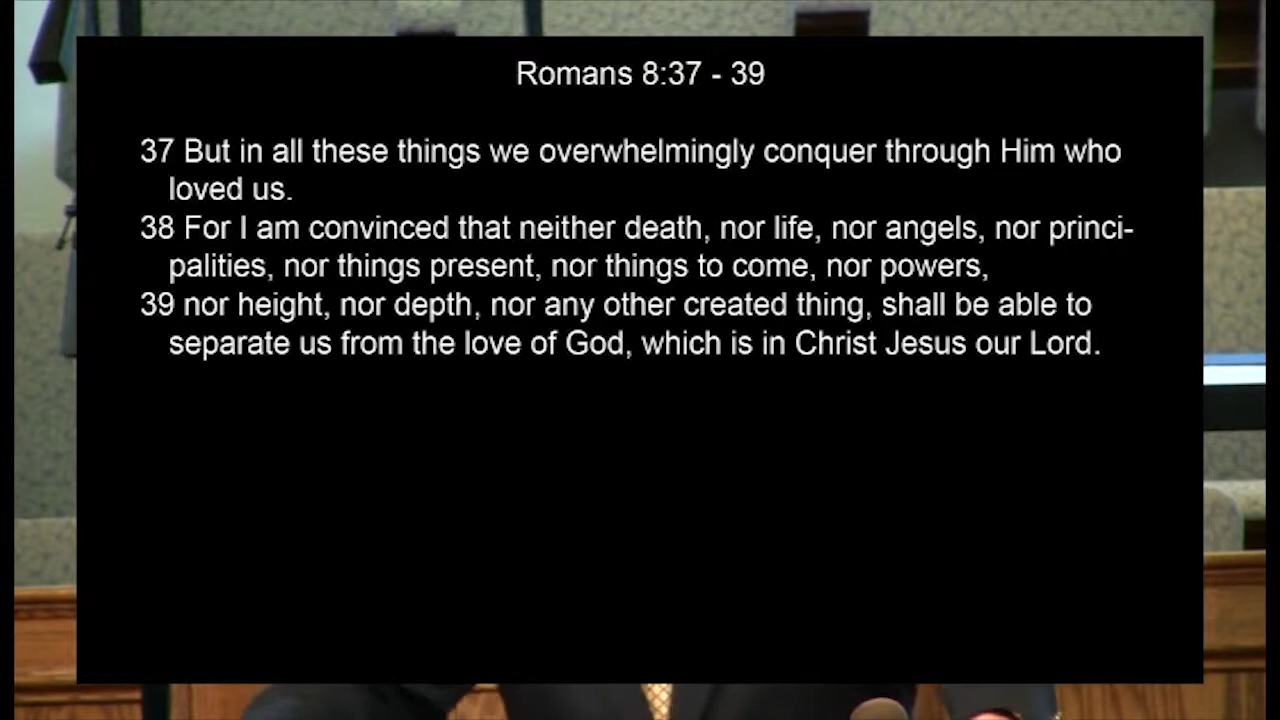 Romans 8:37 - 39
37 But in all these things we overwhelmingly conquer through Him who
loved us.
38 For I am convinced that neither death, nor life, nor angels, nor princi-
palities, nor things present, nor things to come, nor powers,
39 nor height, nor depth, nor any other created thing, shall be able to
separate us from the love of God, which is in Christ Jesus our Lord.